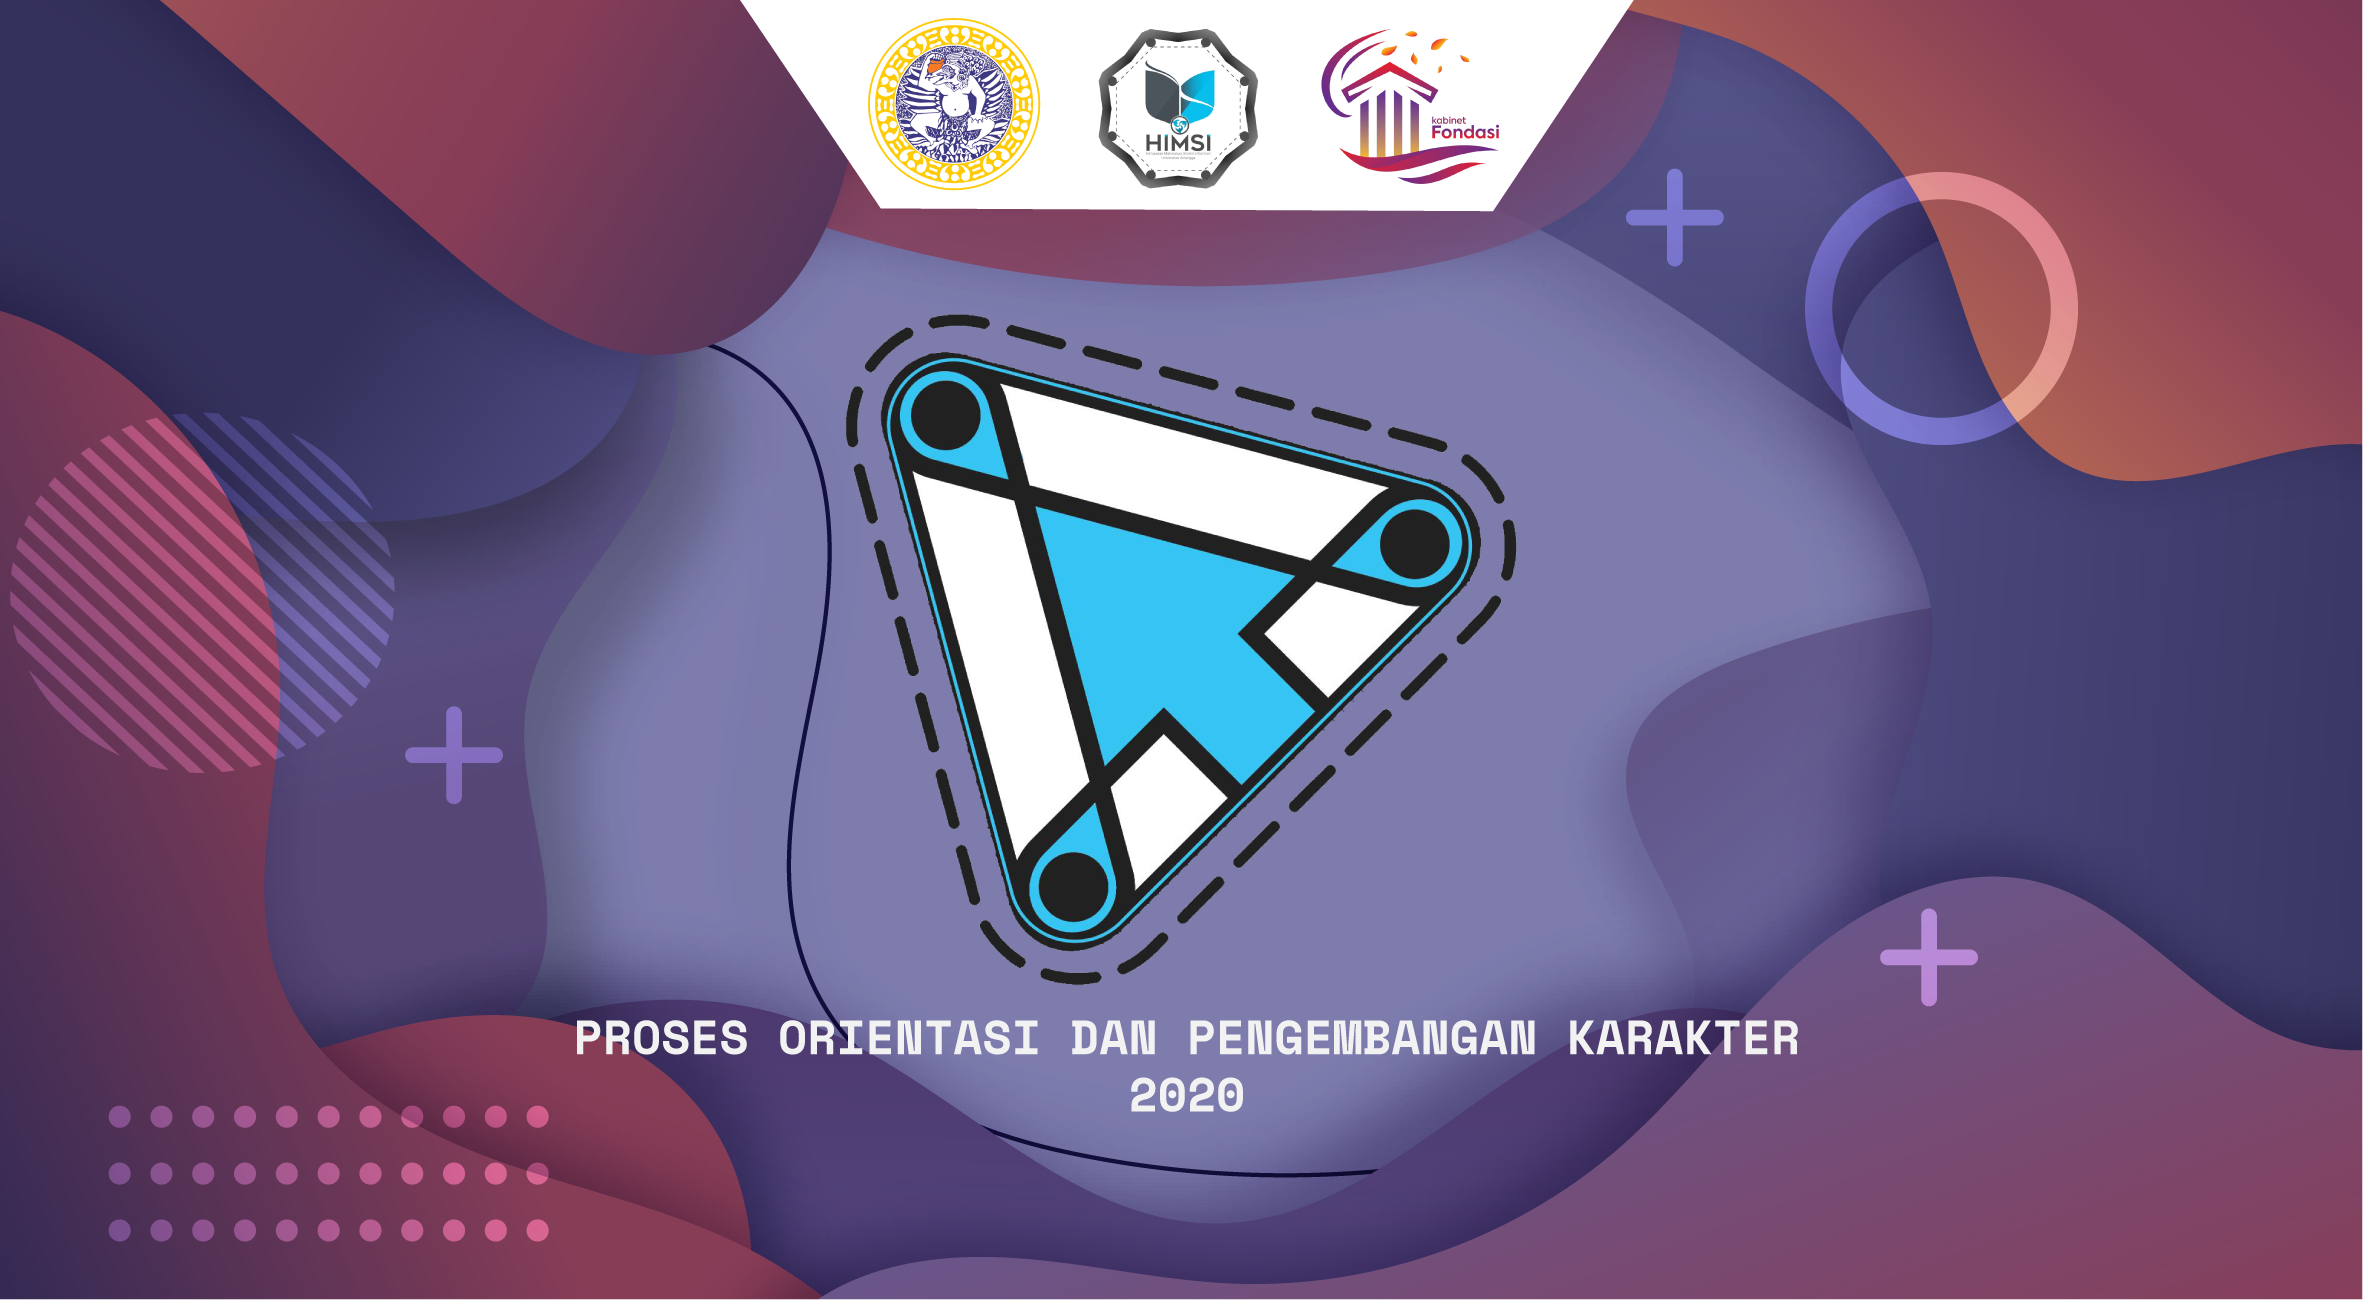 HIMSI
kabinet
Fondasi
PROSES ORIENTASI DAN PENGEMBANGAN KARAKTER
2020